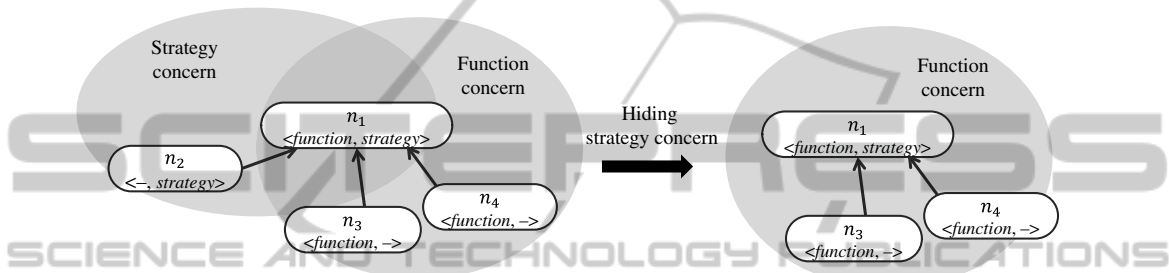 Strategy
concern
Function
concern
n₁
<function, strategy>
n₂
<–, strategy>
n₃
<function, –>
n₄
<function, –>
Hiding
strategy concern
Function
concern
n₁
<function, strategy>
n₃
<function, –>
n₄
<function, –>
SCITEPRESS
SCIENCE AND TECHNOLOGY PUBLICATIONS